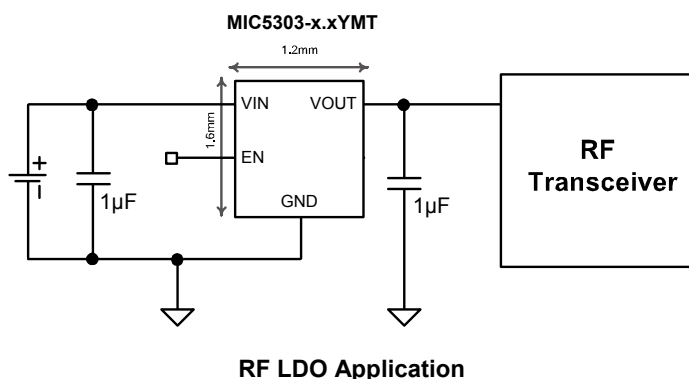 MIC5303-x.xYMT
1.2mm
1.6mm
VIN
VOUT
EN
GND
+
1µF
1µF
RF
Transceiver
RF LDO Application